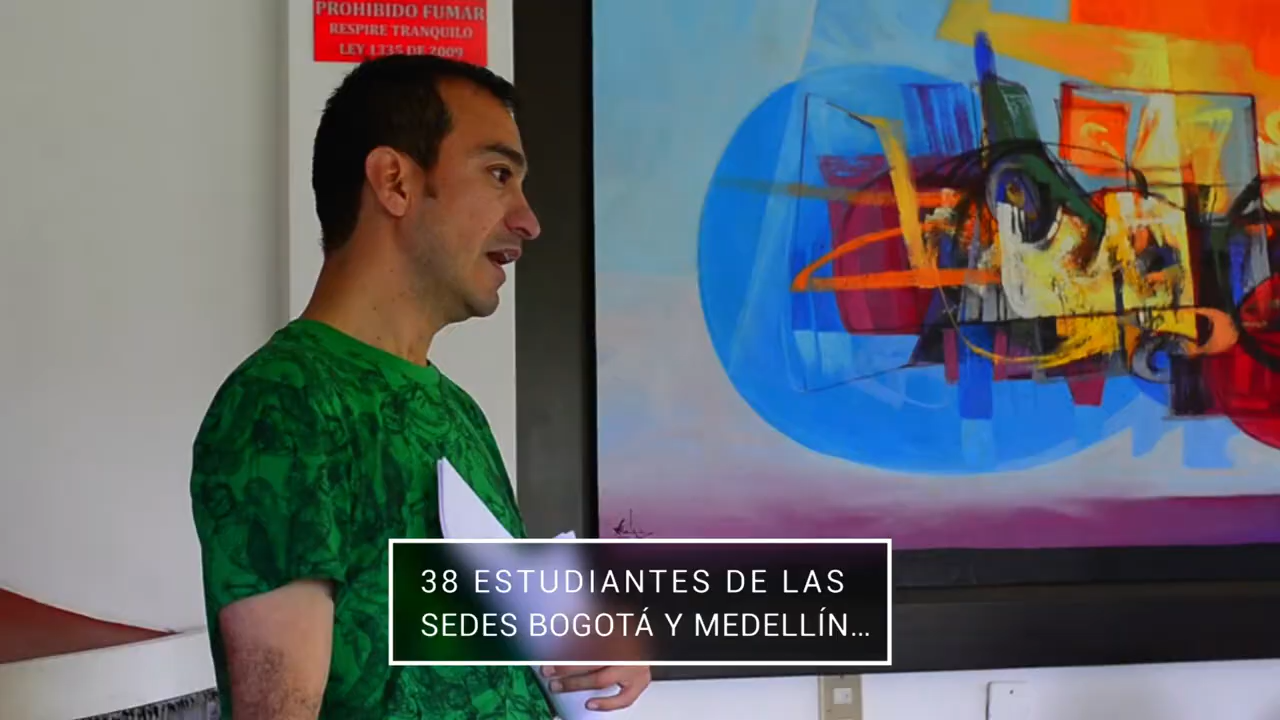 PROHIBIDO FUMAR
RESPIRE TRANQUILO
LEY 1335 DE 2009
38 ESTUDIANTES DE LAS
SEDES BOGOTÁ Y MEDELLÍN...